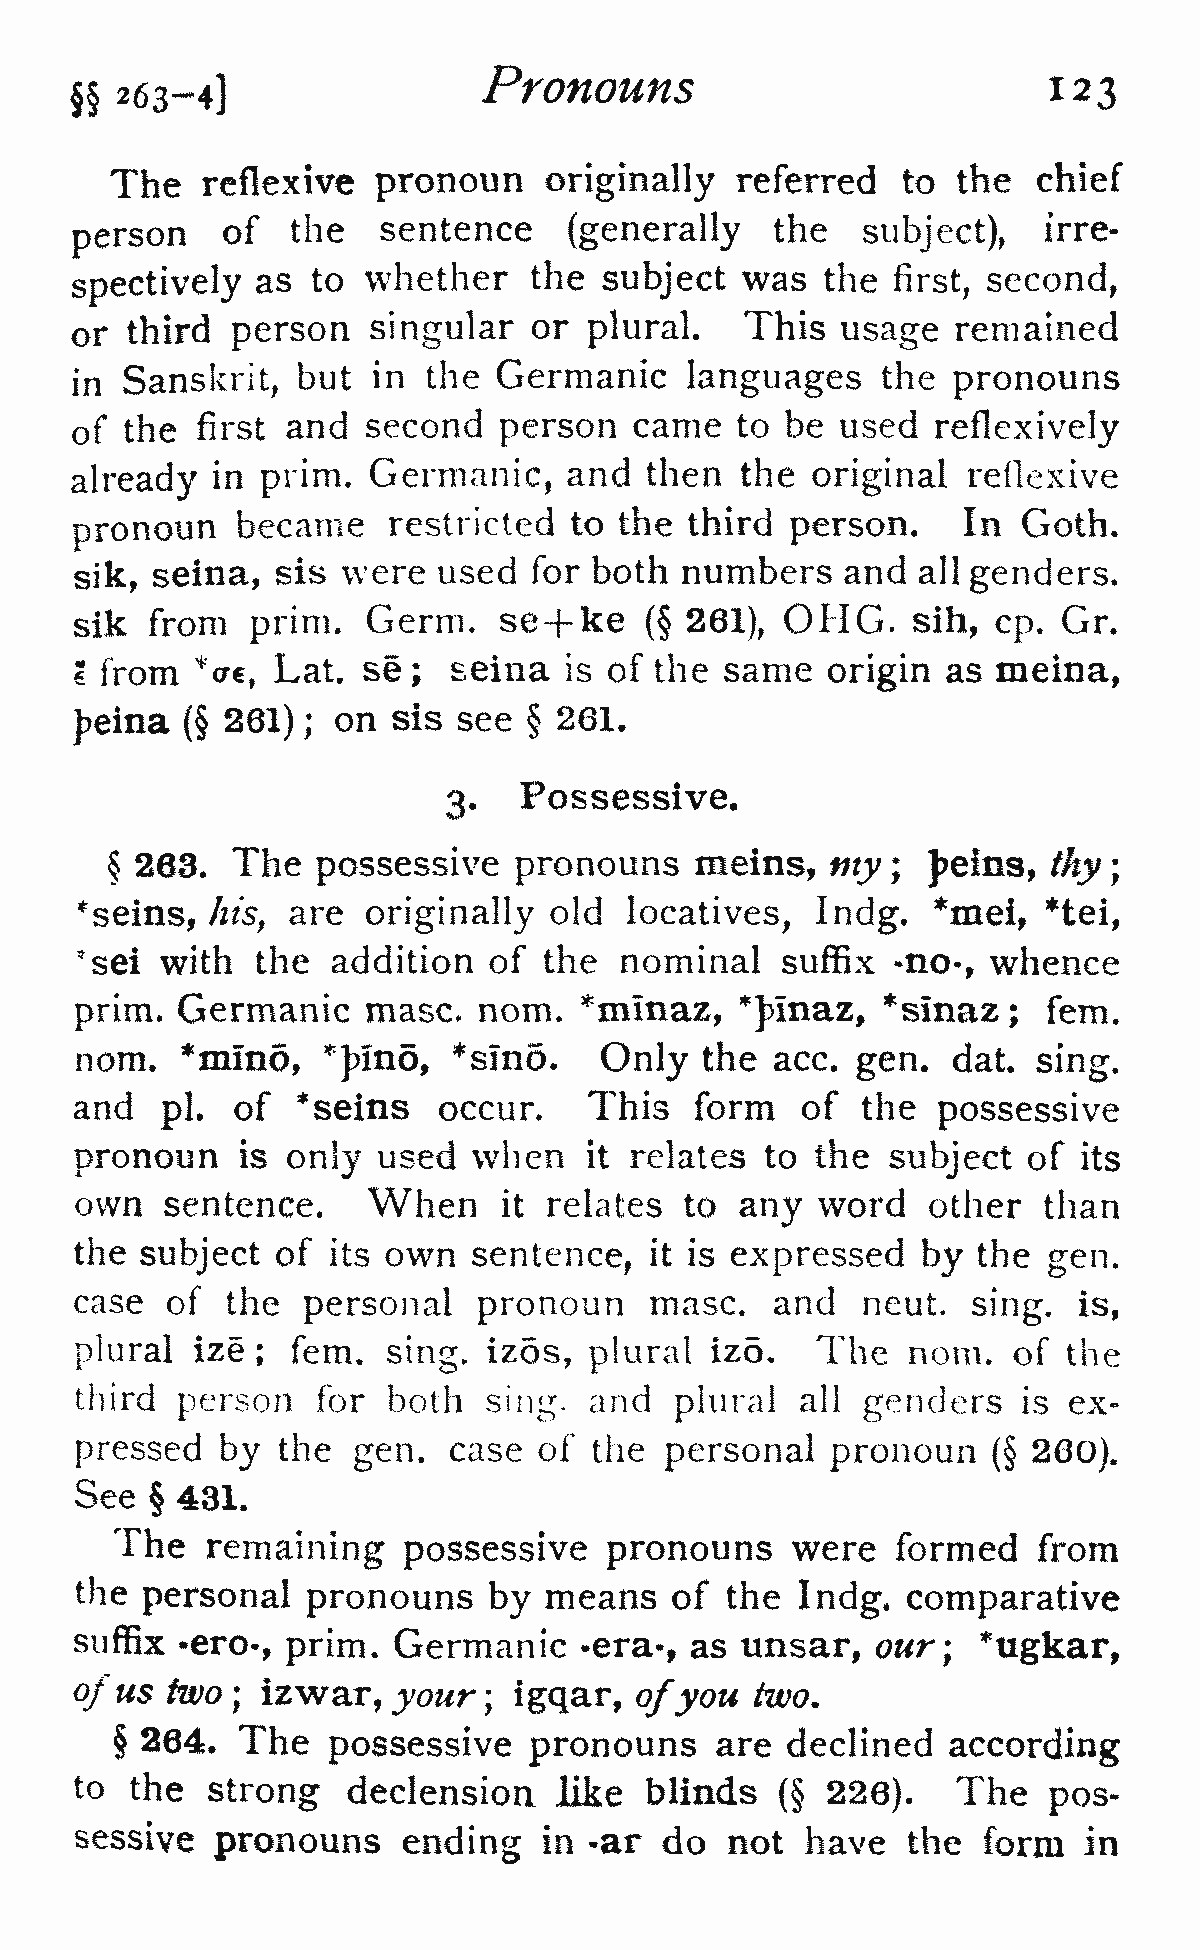 §§ 263-4] Pronouns 123
The reflexive pronoun originally referred to the chief
person of the sentence (generally the subject), irre-
spectively as to whether the subject was the first, second,
or third person singular or plural. This usage remained
in Sanskrit, but in the Germanic languages the pronouns
of the first and second person came to be used reflexively
already in prim. Germanic, and then the original reflexive
pronoun became restricted to the third person. In Goth.
sik, seina, sis were used for both numbers and all genders.
sik from prim. Germ. se+ke (§ 261), OHG. sih, cp. Gr.
ἕ from *σε, Lat. sē; seina is of the same origin as meina,
þeina (§ 261); on sis see § 261.
3. Possessive.
§ 263. The possessive pronouns meins, my; þeins, thy;
*seins, his, are originally old locatives, Indg. *mei, *tei,
*sei with the addition of the nominal suffix -no-, whence
prim. Germanic masc. nom. *mīnaz, *þīnaz, *sīnaz; fem.
nom. *mīnō, *þīnō, *sīnō. Only the acc. gen. dat. sing.
and pl. of *seins occur. This form of the possessive
pronoun is only used when it relates to the subject of its
own sentence. When it relates to any word other than
the subject of its own sentence, it is expressed by the gen.
case of the personal pronoun masc. and neut. sing. is,
plural izē; fem. sing. izōs, plural izō. The nom. of the
third person for both sing. and plural all genders is ex-
pressed by the gen. case of the personal pronoun (§ 260).
See § 431.
The remaining possessive pronouns were formed from
the personal pronouns by means of the Indg. comparative
suffix -ero-, prim. Germanic -era-, as unsar, our; *ugkar,
of us two; izwar, your; igqar, of you two.
§ 264. The possessive pronouns are declined according
to the strong declension like blinds (§ 226). The pos-
sessive pronouns ending in -ar do not have the form in